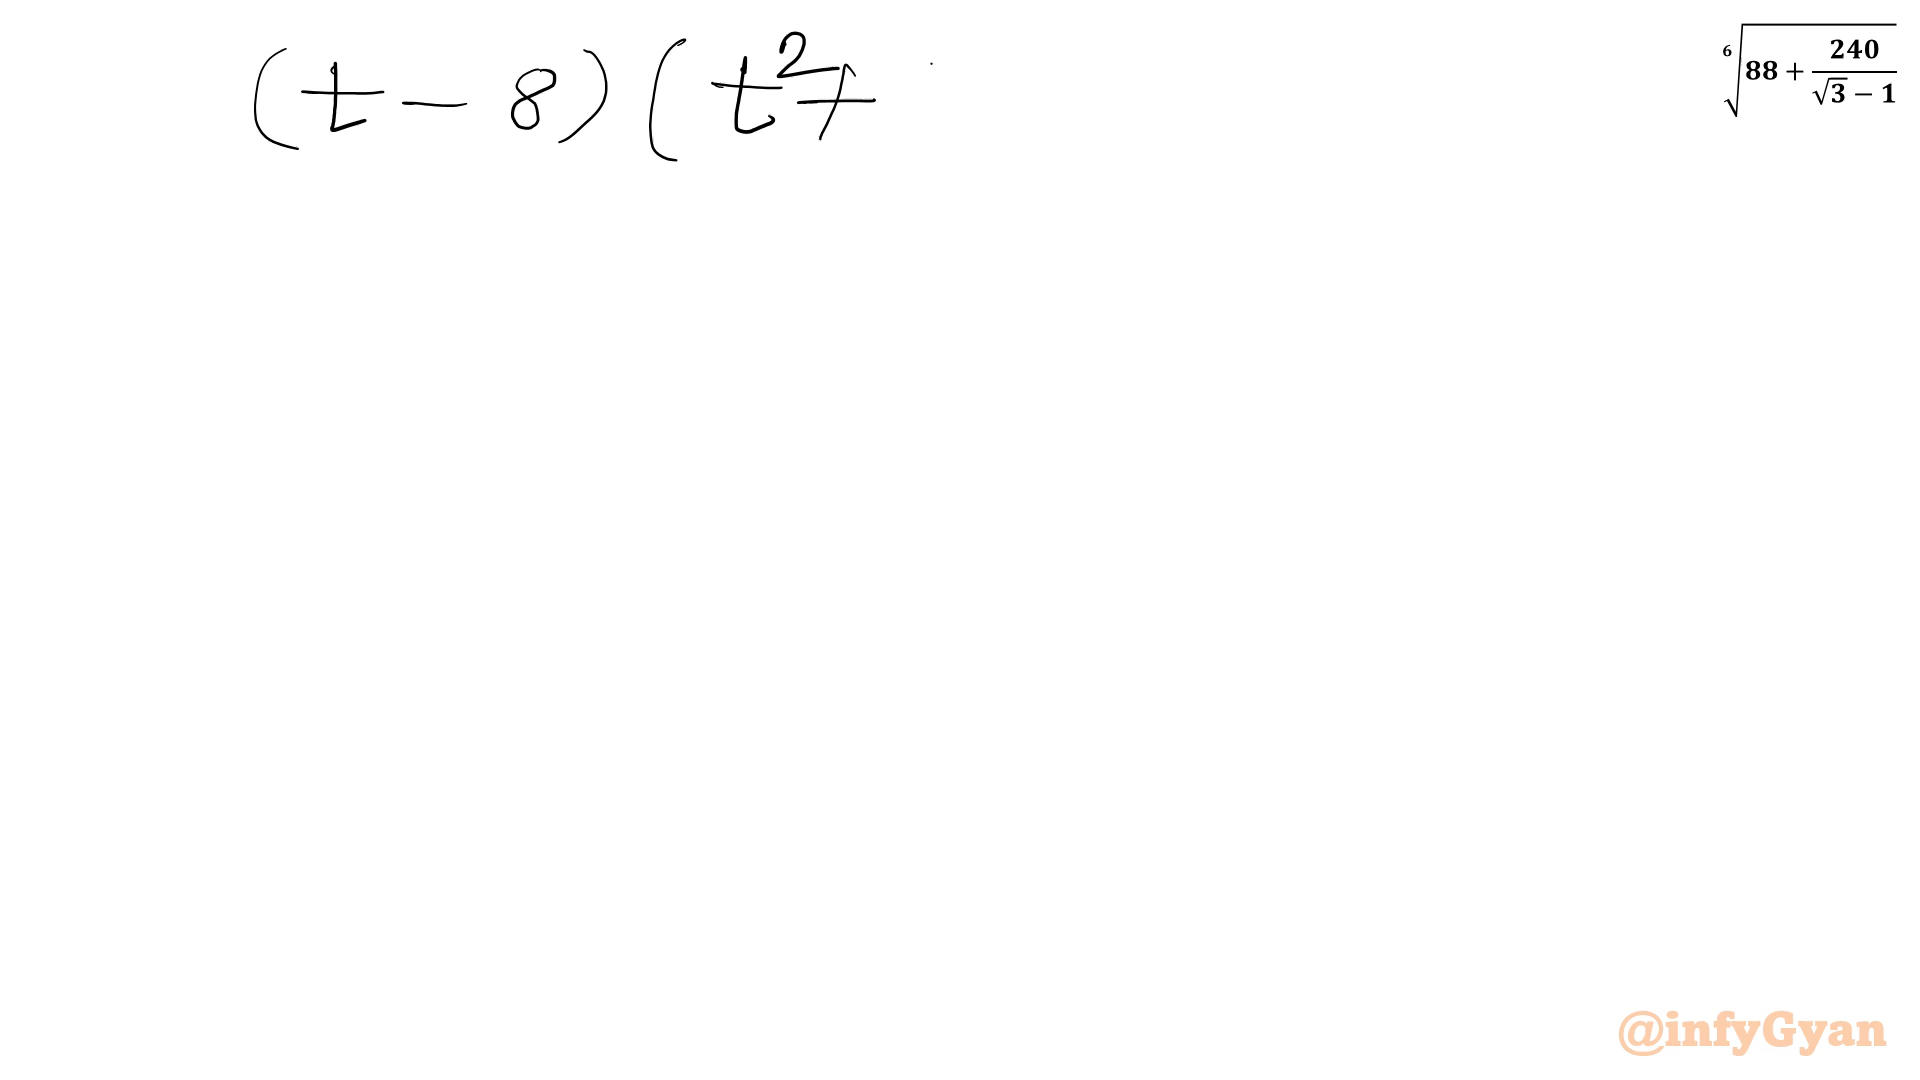 (t - 8) (t² +
⁶√(88 + 240/(√3 - 1))
@infyGyan